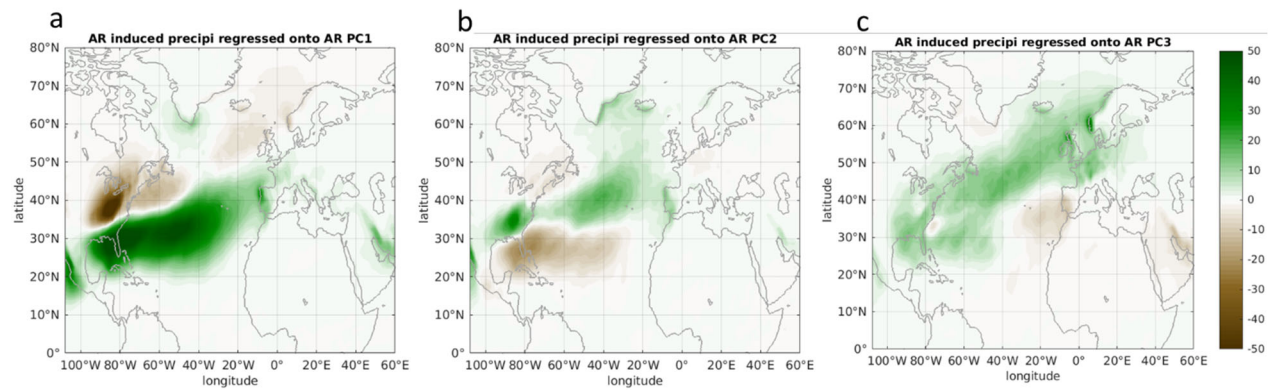 a
AR induced precipi regressed onto AR PC1
80°N
70°N
60°N
50°N
40°N
30°N
20°N
10°N
0°
latitude
100°W 80°W 60°W 40°W 20°W 0° 20°E 40°E 60°E
longitude
b
AR induced precipi regressed onto AR PC2
80°N
70°N
60°N
50°N
40°N
30°N
20°N
10°N
0°
latitude
100°W 80°W 60°W 40°W 20°W 0° 20°E 40°E 60°E
longitude
c
AR induced precipi regressed onto AR PC3
80°N
70°N
60°N
50°N
40°N
30°N
20°N
10°N
0°
latitude
100°W 80°W 60°W 40°W 20°W 0° 20°E 40°E 60°E
longitude
50
40
30
20
10
0
-10
-20
-30
-40
-50